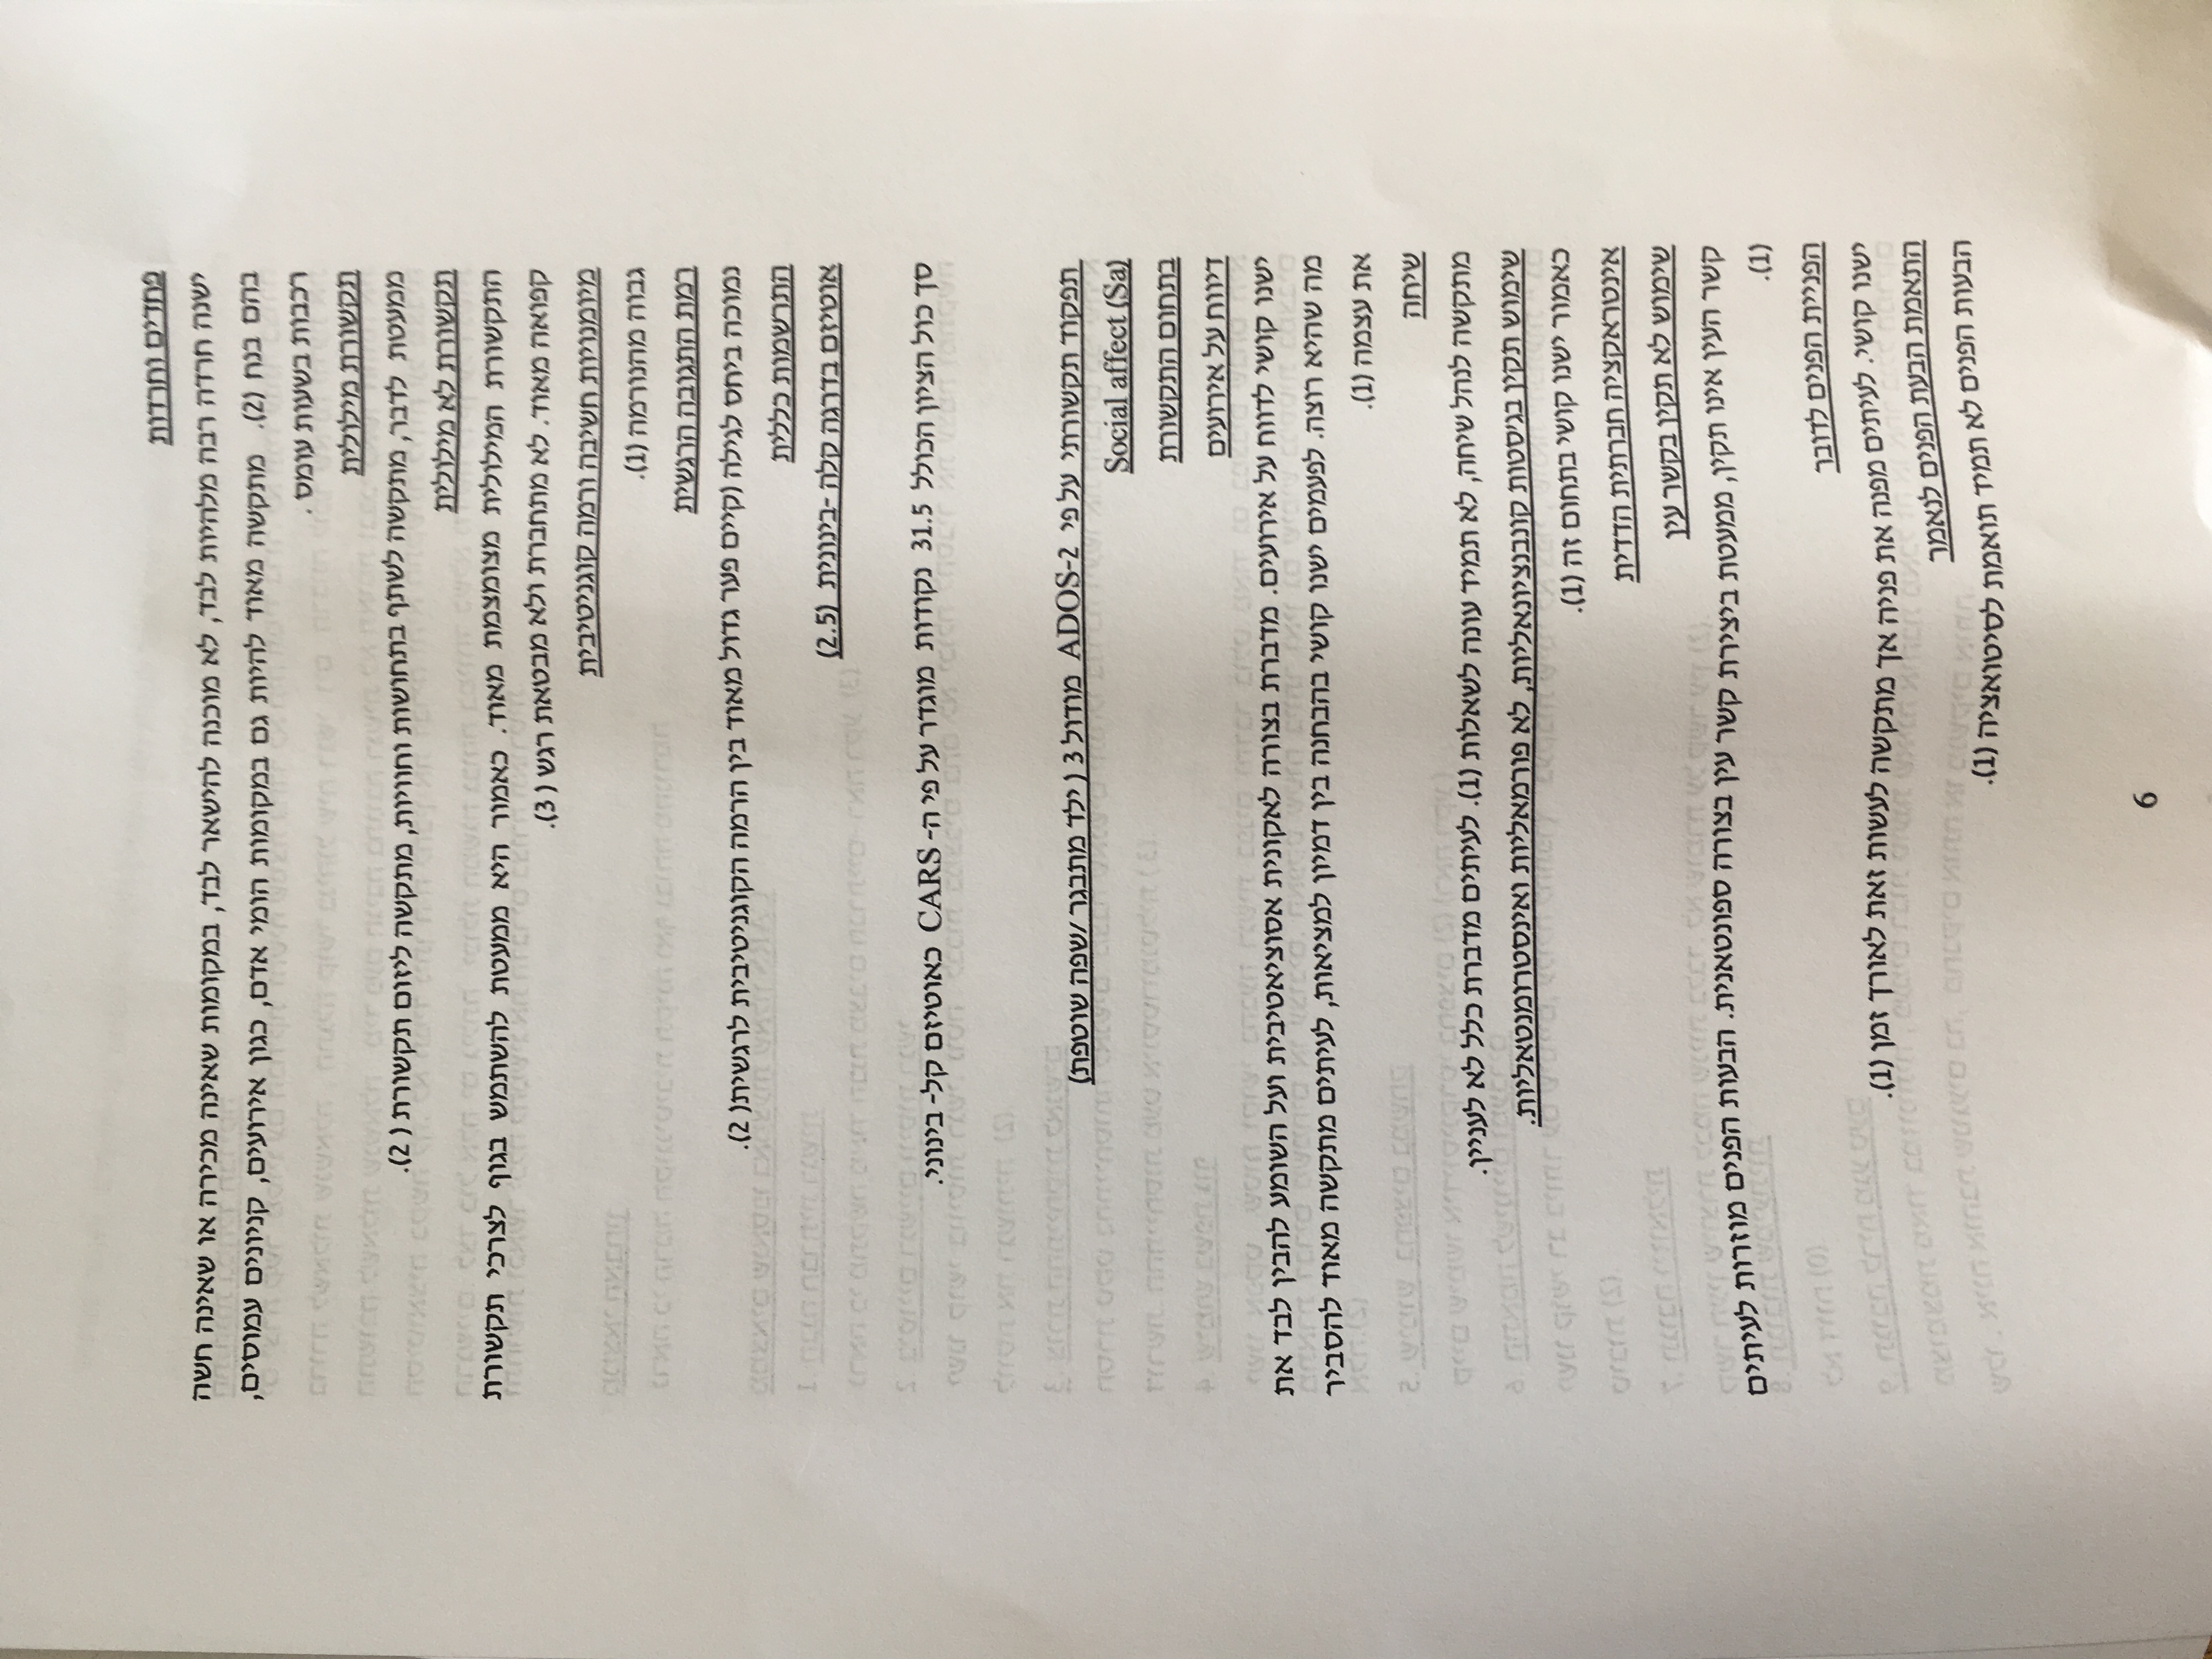 פחדים וחרדות
ישנה חרדה רבה מלהיות לבד, לא מוכנה להישאר לבד, במקומות שאינה מכירה או שאינה חשה
בהם בנח (2). מתקשה מאוד להיות גם במקומות הומי אדם, כגון אירועים, קניונים עמוסים,
רכבות בשעות עומס .
תקשורת מילולית
ממעטת לדבר, מתקשה לשתף בתחושות וחוויות, מתקשה ליזום תקשורת ( 2).
תקשורת לא מילולית
התקשורת המילולית מצומצמת מאוד. כאמור היא ממעטת להשתמש בגוף לצרכי תקשורת
קפואה מאוד. לא מתחברת ולא מבטאת רגש ( 3).
מיומנויות חשיבה ורמה קוגניטיבית
גבוה מהנורמה (1).
רמת התגובה הרגשית
נמוכה ביחס לגילה (קיים פער גדול מאוד בין הרמה הקוגניטיבית לרגשית( 2).
התרשמות כללית
אוטיזם בדרגה קלה -בינונית (2.5)
סך כול הציון הכולל 31.5 נקודות מוגדר על פי ה- CARS כאוטיזם קל- בינוני.
תפקוד תקשורתי על פי ADOS-2 מודול 3 ( ילד מתבגר /שפה שוטפת)
Social affect (Sa)
בתחום התקשורת
דיווח על אירועים
ישנו קושי לדווח על אירועים. מדברת בצורה לאקונית אסוציאטיבית ועל השומע להבין לבד את
מה שהיא רוצה. לפעמים ישנו קושי בהבחנה בין דמיון למציאות, לעיתים מתקשה מאוד להסביר
את עצמה (1).
שיחה
מתקשה לנהל שיחה, לא תמיד עונה לשאלות (1). לעיתים מדברת כלל לא לעניין.
שימוש תקין בגיסטות קונבנציונאליות, לא פורמאליות ואינסטרומנטאליות.
כאמור ישנו קושי בתחום זה (1).
אינטראקציה חברתית הדדית
שימוש לא תקין בקשר עין
קשר העין אינו תקין, ממעטת ביצירת קשר עין בצורה ספונטאנית. הבעות הפנים מוזרות לעיתים
(1).
הפניית הפנים לדובר
ישנו קושי. לעיתים מפנה את פניה אך מתקשה לעשות זאת לאורך זמן (1).
התאמת הבעת הפנים לנאמר
הבעות הפנים לא תמיד תואמת לסיטואציה (1).
6